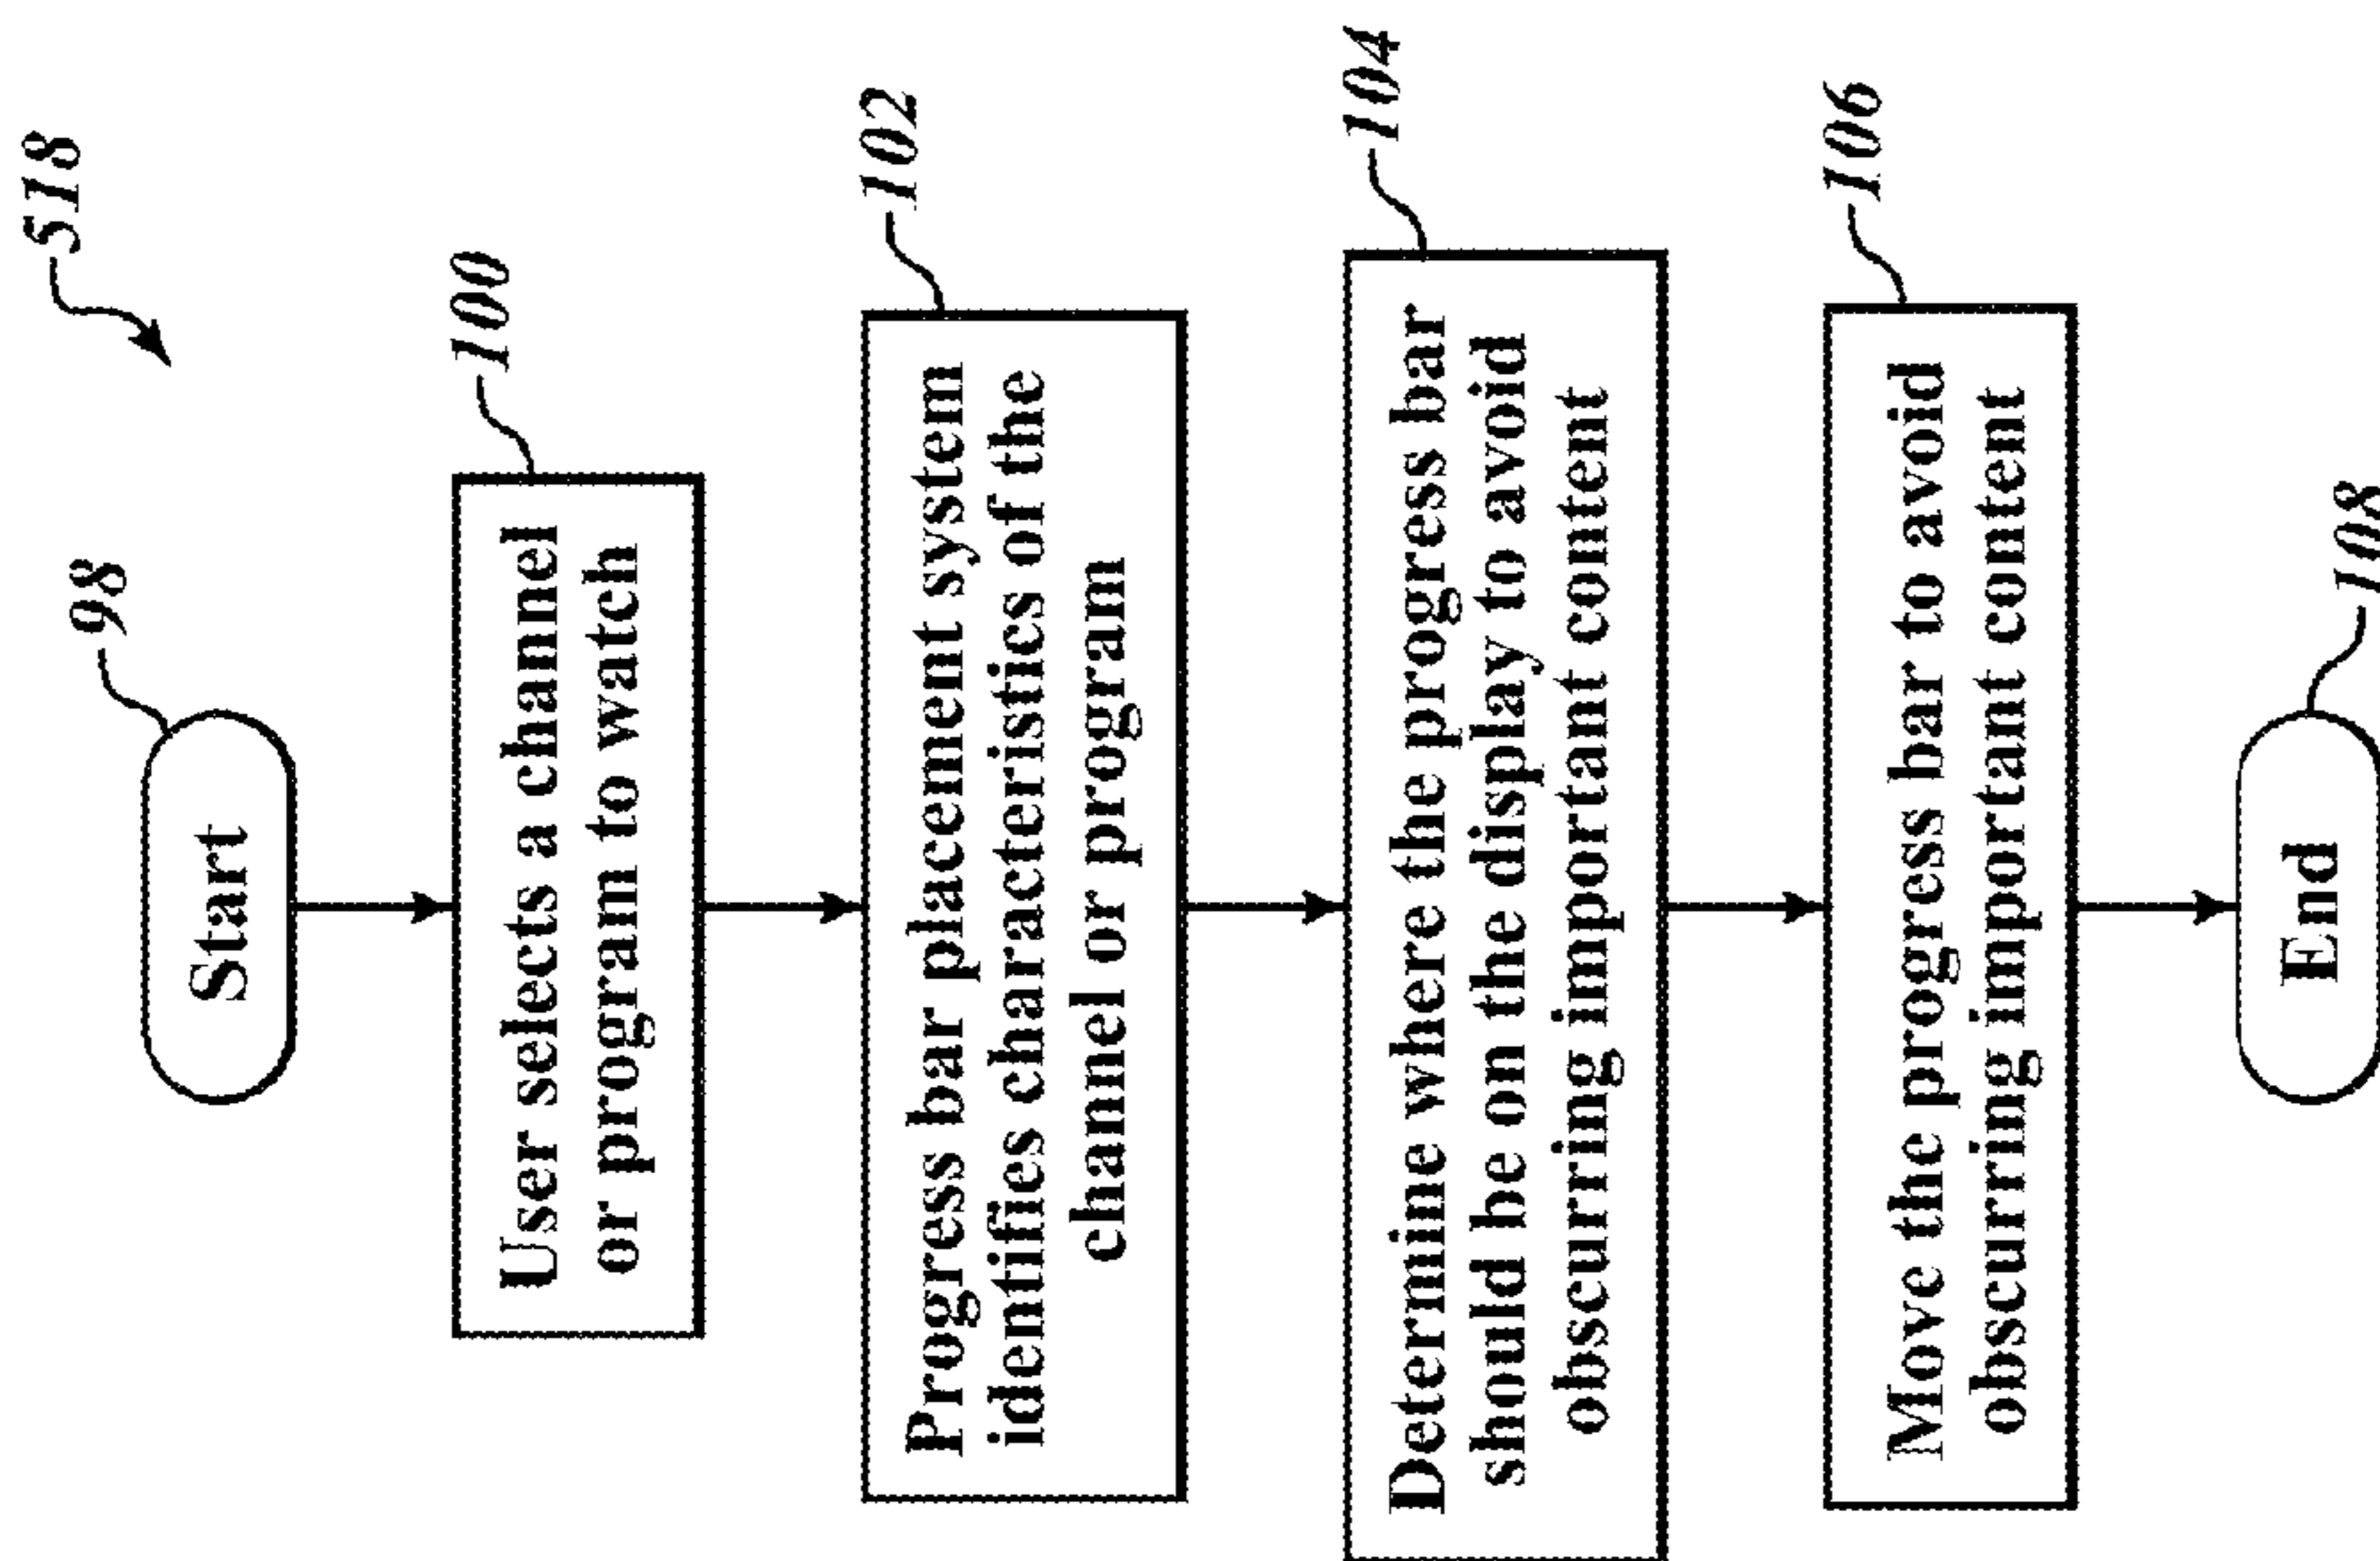 518
Start
98
User selects a channel
or program to watch
100
Progress bar placement system
identifies characteristics of the
channel or program
102
Determine where the progress bar
should be on the display to avoid
obscurring important content
104
Move the progress bar to avoid
obscurring important content
106
End
108